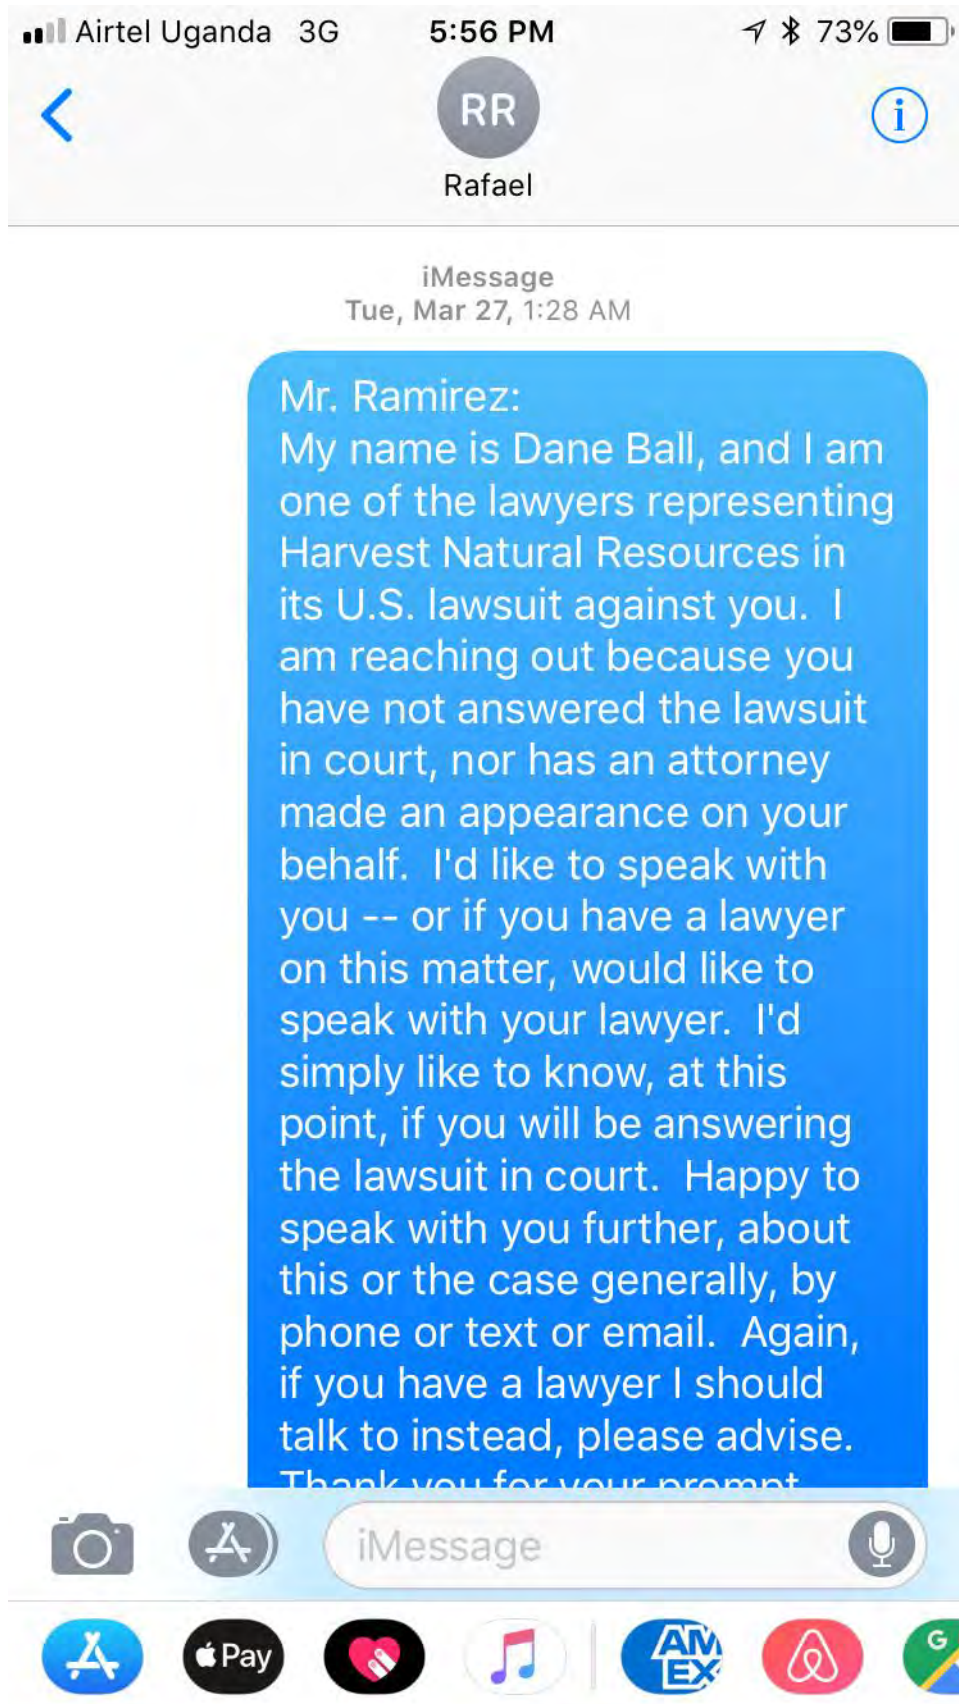 Airtel Uganda 3G 5:56 PM 73%
RR
i
Rafael
iMessage
Tue, Mar 27, 1:28 AM
Mr. Ramirez:
My name is Dane Ball, and I am
one of the lawyers representing
Harvest Natural Resources in
its U.S. lawsuit against you. I
am reaching out because you
have not answered the lawsuit
in court, nor has an attorney
made an appearance on your
behalf. I'd like to speak with
you -- or if you have a lawyer
on this matter, would like to
speak with your lawyer. I'd
simply like to know, at this
point, if you will be answering
the lawsuit in court. Happy to
speak with you further, about
this or the case generally, by
phone or text or email. Again,
if you have a lawyer I should
talk to instead, please advise.
Thank you for your prompt
iMessage
Pay
AM
EX
G